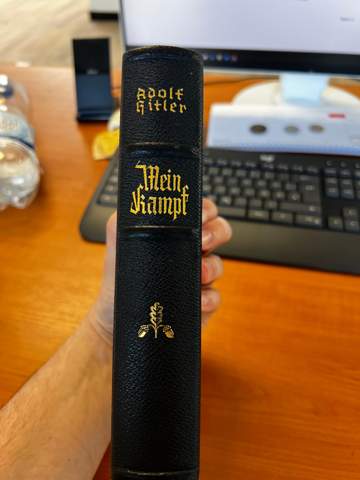 Adolf
Hitler
Mein
Kampf